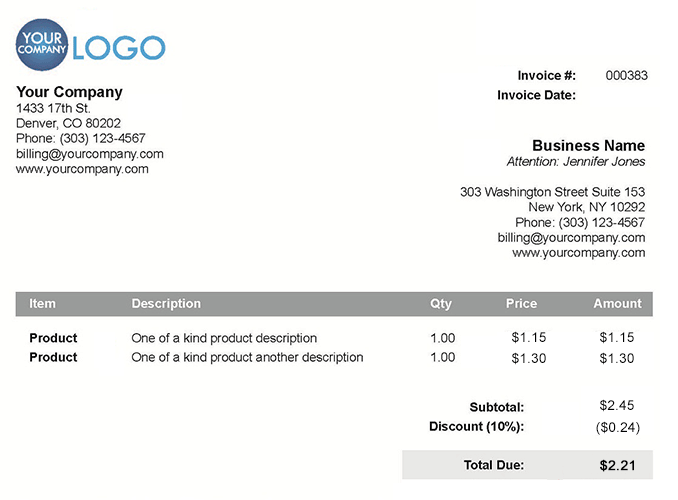 YOUR
COMPANY
LOGO
Your Company
1433 17th St.
Denver, CO 80202
Phone: (303) 123-4567
billing@yourcompany.com
www.yourcompany.com
Invoice #: 000383
Invoice Date:
Business Name
Attention: Jennifer Jones
303 Washington Street Suite 153
New York, NY 10292
Phone: (303) 123-4567
billing@yourcompany.com
www.yourcompany.com
Item Description Qty Price Amount
Product One of a kind product description 1.00 $1.15 $1.15
Product One of a kind product another description 1.00 $1.30 $1.30
Subtotal: $2.45
Discount (10%): ($0.24)
Total Due: $2.21